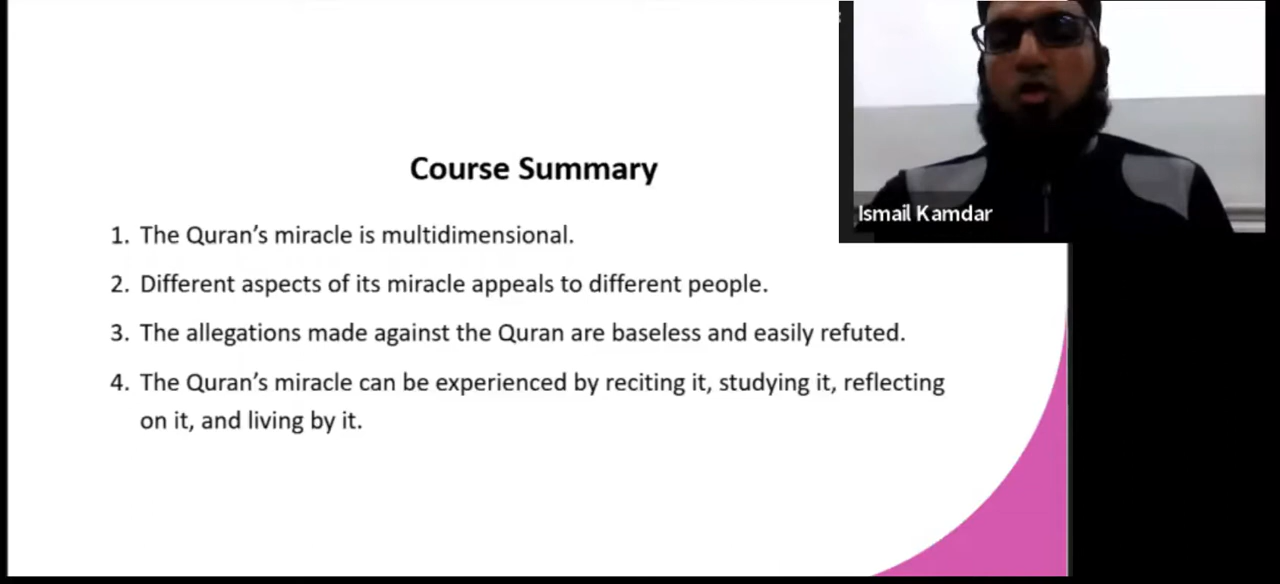 Course Summary
1. The Quran’s miracle is multidimensional.
2. Different aspects of its miracle appeals to different people.
3. The allegations made against the Quran are baseless and easily refuted.
4. The Quran’s miracle can be experienced by reciting it, studying it, reflecting
on it, and living by it.
Ismail Kamdar